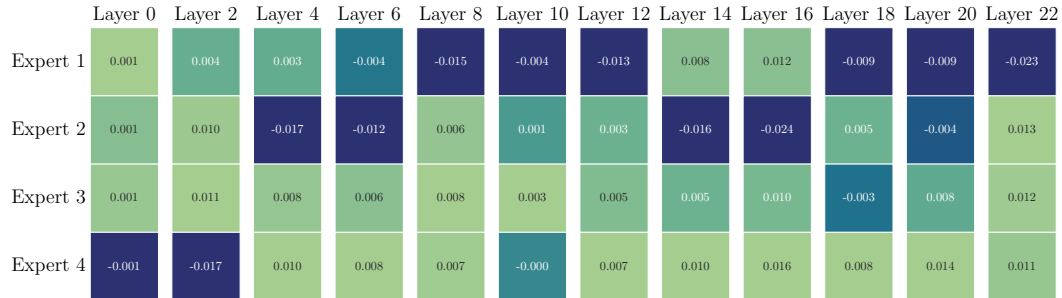 Layer 0 Layer 2 Layer 4 Layer 6 Layer 8 Layer 10 Layer 12 Layer 14 Layer 16 Layer 18 Layer 20 Layer 22
Expert 1 0.001 0.004 0.003 -0.004 -0.015 -0.004 -0.013 0.008 0.012 -0.009 -0.009 -0.023
Expert 2 0.001 0.010 -0.017 -0.012 0.006 0.001 0.003 -0.016 -0.024 0.005 -0.004 0.013
Expert 3 0.001 0.011 0.008 0.006 0.008 0.003 0.005 0.005 0.010 -0.003 0.008 0.012
Expert 4 -0.001 -0.017 0.010 0.008 0.007 -0.000 0.007 0.010 0.016 0.008 0.014 0.011